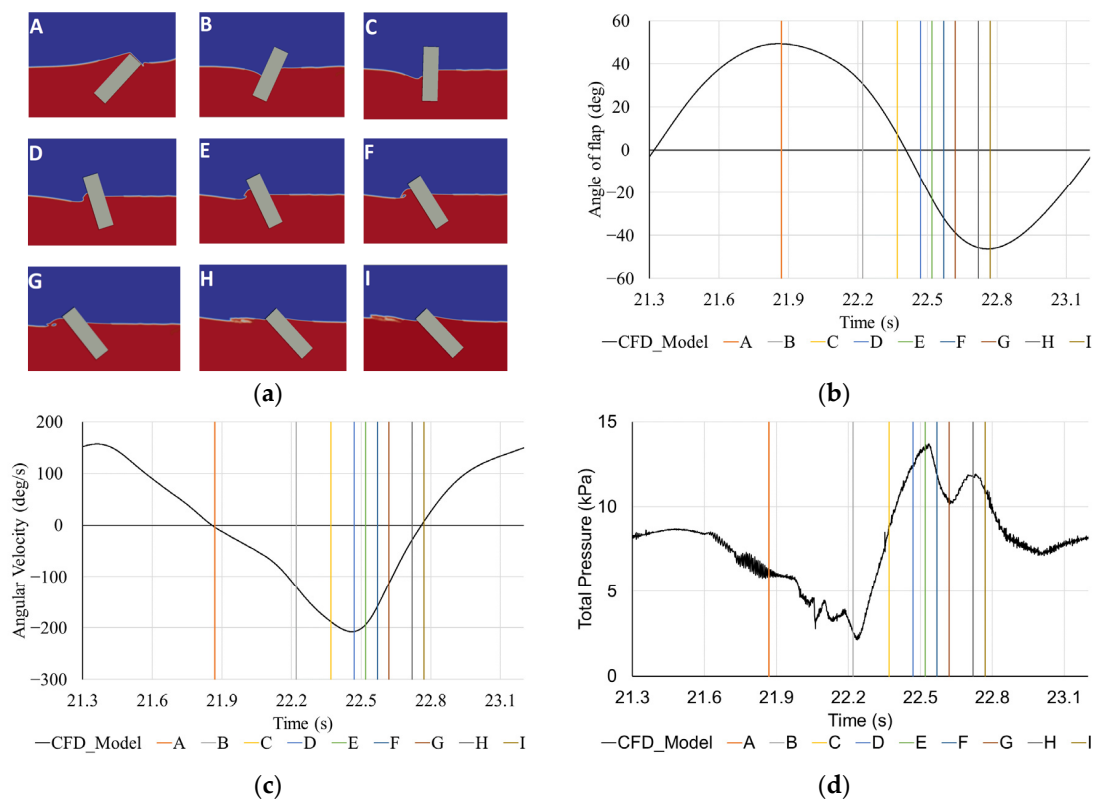 A B C
D E F
G H I
(a)
60
40
20
0
−20
−40
−60
Angle of flap (deg)
21.3 21.6 21.9 22.2 22.5 22.8 23.1
Time (s)
CFD_Model A B C D E F G H I
(b)
200
100
0
−100
−200
−300
Angular Velocity (deg/s)
21.3 21.6 21.9 22.2 22.5 22.8 23.1
Time (s)
CFD_Model A B C D E F G H I
(c)
15
10
5
0
Total Pressure (kPa)
21.3 21.6 21.9 22.2 22.5 22.8 23.1
Time (s)
CFD_Model A B C D E F G H I
(d)